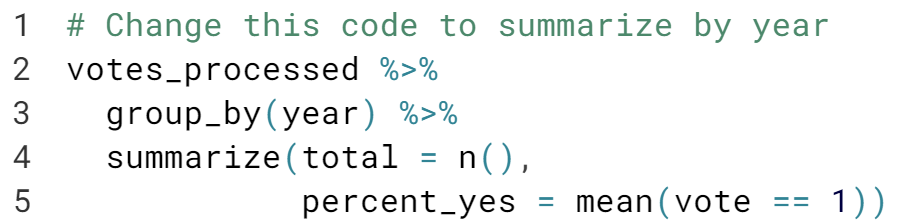 1 # Change this code to summarize by year
2 votes_processed %>%
3   group_by(year) %>%
4   summarize(total = n(),
5             percent_yes = mean(vote == 1))